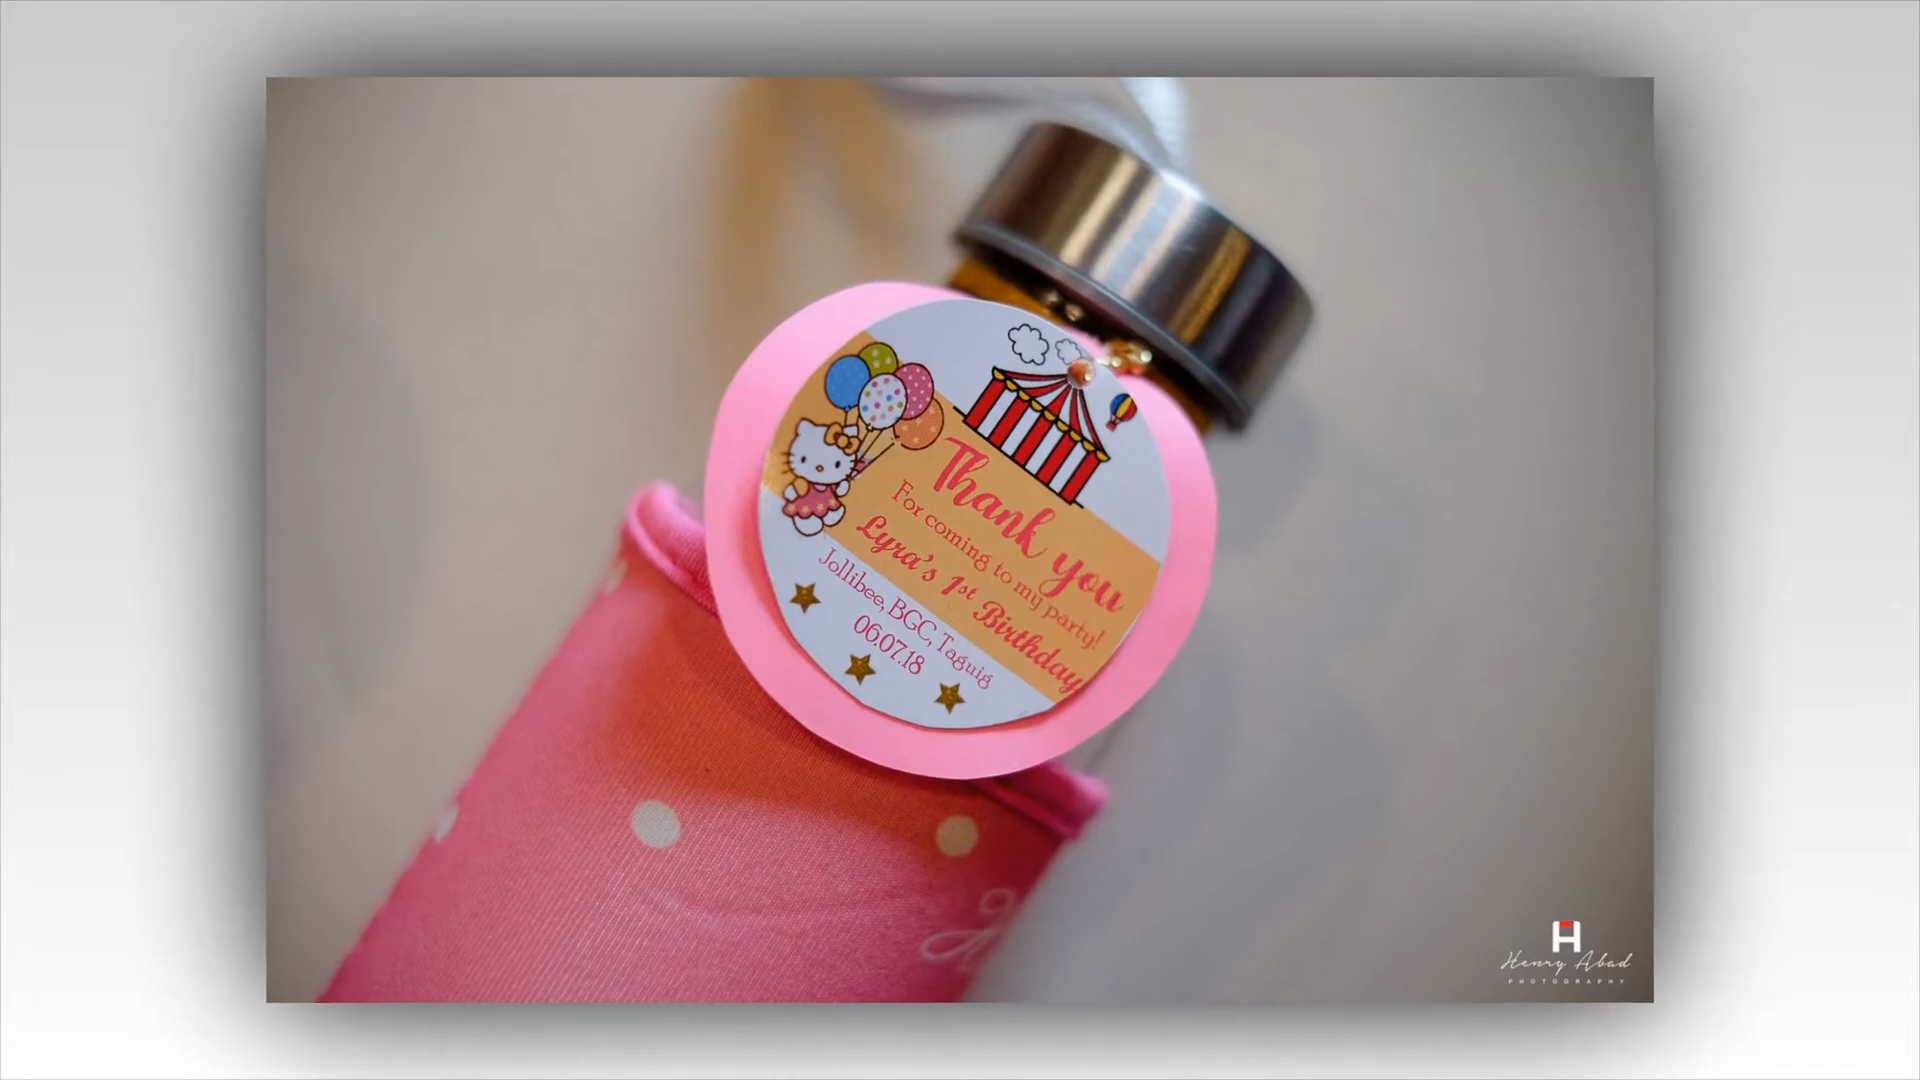 Thank you
For coming to my party!
Lyra's 1st Birthday
Jollibee, BGC, Taguig
06.07.18
H
Henry Abad
PHOTOGRAPHY